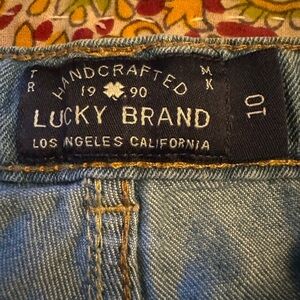 HANDCRAFTED
TR MK
19 90
LUCKY BRAND
LOS ANGELES CALIFORNIA
10